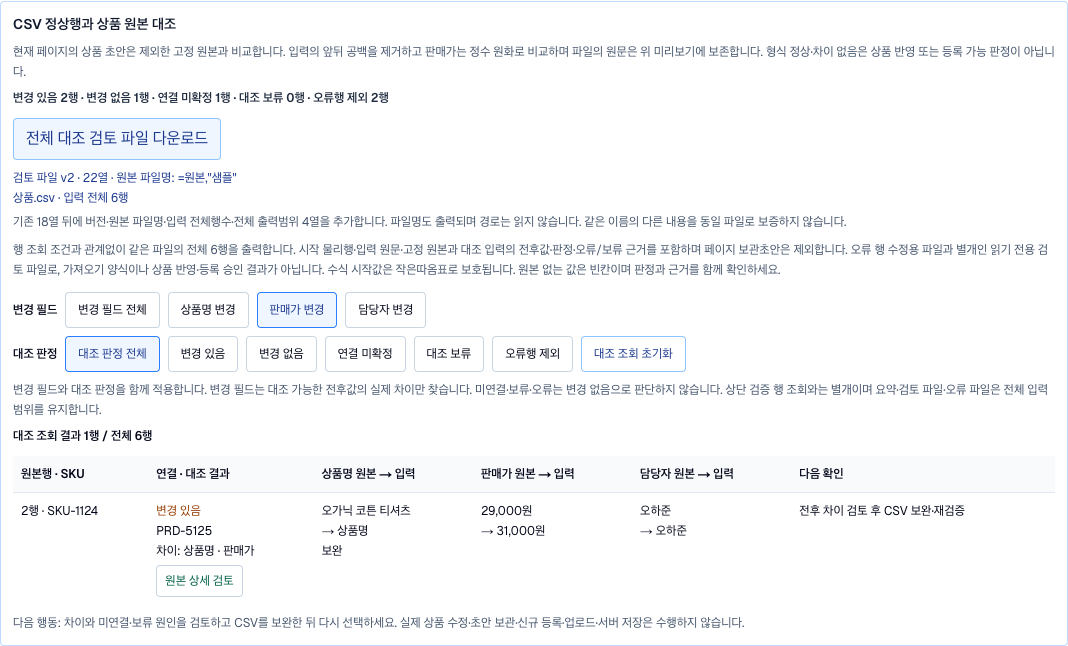 CSV 정상행과 상품 원본 대조
현재 페이지의 상품 초안은 제외한 고정 원본과 비교합니다. 입력의 앞뒤 공백을 제거하고 판매가는 정수 원화로 비교하며 파일의 원문은 위 미리보기에 보존합니다. 형식 정상·차이 없음은 상품 반영 또는 등록 가능 판정이 아닙니
다.
변경 있음 2행 · 변경 없음 1행 · 연결 미확정 1행 · 대조 보류 0행 · 오류행 제외 2행
전체 대조 검토 파일 다운로드
검토 파일 v2 · 22열 · 원본 파일명: =원본,"샘플"
상품.csv · 입력 전체 6행
기존 18열 뒤에 버전·원본 파일명·입력 전체행수·전체 출력범위 4열을 추가합니다. 파일명도 출력되며 경로는 읽지 않습니다. 같은 이름의 다른 내용을 동일 파일로 보증하지 않습니다.
행 조회 조건과 관계없이 같은 파일의 전체 6행을 출력합니다. 시작 물리행·입력 원문·고정 원본과 대조 입력의 전후값·판정·오류/보류 근거를 포함하며 페이지 보관초안은 제외합니다. 오류 행 수정용 파일과 별개인 읽기 전용 검
토 파일로, 가져오기 양식이나 상품 반영·등록 승인 결과가 아닙니다. 수식 시작값은 작은따옴표로 보호됩니다. 원본 없는 값은 빈칸이며 판정과 근거를 함께 확인하세요.
변경 필드 변경 필드 전체 상품명 변경 판매가 변경 담당자 변경
대조 판정 대조 판정 전체 변경 있음 변경 없음 연결 미확정 대조 보류 오류행 제외 대조 조회 초기화
변경 필드와 대조 판정을 함께 적용합니다. 변경 필드는 대조 가능한 전후값의 실제 차이만 찾습니다. 미연결·보류·오류는 변경 없음으로 판단하지 않습니다. 상단 검증 행 조회와는 별개이며 요약·검토 파일·오류 파일은 전체 입력
범위를 유지합니다.
대조 조회 결과 1행 / 전체 6행
원본행 · SKU 연결 · 대조 결과 상품명 원본 → 입력 판매가 원본 → 입력 담당자 원본 → 입력 다음 확인
2행 · SKU-1124 변경 있음 오가닉 코튼 티셔츠 29,000원 오하준 전후 차이 검토 후 CSV 보완·재검증
PRD-5125 → 상품명 → 31,000원 → 오하준
차이: 상품명 · 판매가 보완
원본 상세 검토
다음 행동: 차이와 미연결·보류 원인을 검토하고 CSV를 보완한 뒤 다시 선택하세요. 실제 상품 수정·초안 보관·신규 등록·업로드·서버 저장은 수행하지 않습니다.